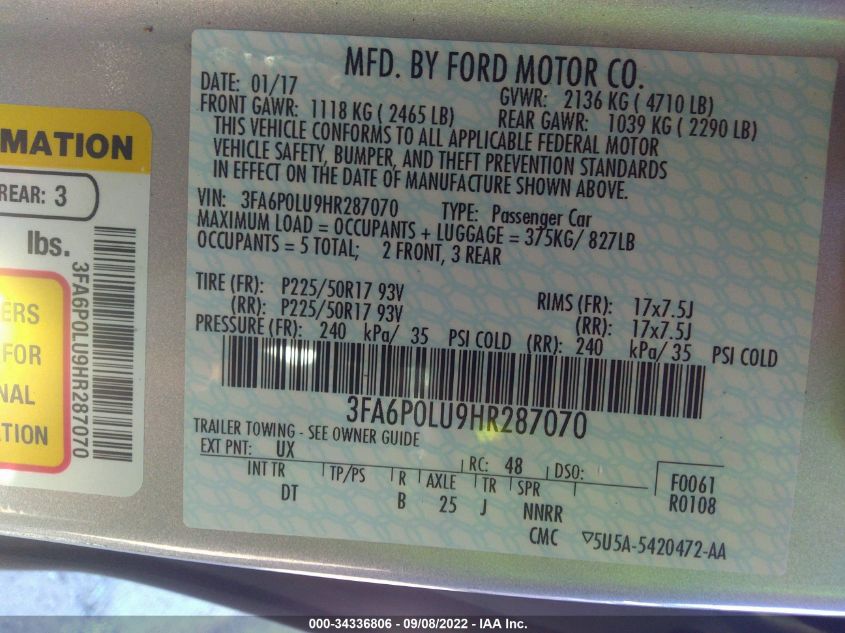 MFD. BY FORD MOTOR CO.
DATE: 01/17 GVWR: 2136 KG ( 4710 LB)
FRONT GAWR: 1118 KG ( 2465 LB) REAR GAWR: 1039 KG ( 2290 LB)
THIS VEHICLE CONFORMS TO ALL APPLICABLE FEDERAL MOTOR
VEHICLE SAFETY, BUMPER, AND THEFT PREVENTION STANDARDS
IN EFFECT ON THE DATE OF MANUFACTURE SHOWN ABOVE.
VIN: 3FA6P0LU9HR287070 TYPE: Passenger Car
MAXIMUM LOAD = OCCUPANTS + LUGGAGE = 375KG/ 827LB
OCCUPANTS = 5 TOTAL; 2 FRONT, 3 REAR
TIRE (FR): P225/50R17 93V RIMS (FR): 17x7.5J
(RR): P225/50R17 93V (RR): 17x7.5J
PRESSURE (FR): 240 kPa/ 35 PSI COLD (RR): 240 kPa/ 35 PSI COLD
3FA6P0LU9HR287070
TRAILER TOWING - SEE OWNER GUIDE
EXT PNT: UX RC: 48 DSO:
INT TR TP/PS R AXLE TR SPR
DT B 25 J NNRR
CMC
F0061
R0108
▽5U5A-5420472-AA
MATION
REAR: 3
lbs.
3FA6P0LU9HR287070
ERS
FOR
NAL
TION
000-34336806 - 09/08/2022 - IAA Inc.